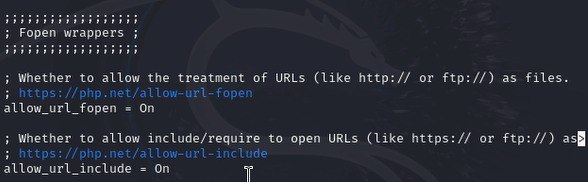 ;;;;;;;;;;;;;;;;;;
; Fopen wrappers ;
;;;;;;;;;;;;;;;;;;
; Whether to allow the treatment of URLs (like http:// or ftp://) as files.
; https://php.net/allow-url-fopen
allow_url_fopen = On
; Whether to allow include/require to open URLs (like https:// or ftp://) as>
; https://php.net/allow-url-include
allow_url_include = On